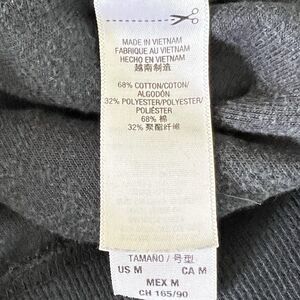 MADE IN VIETNAM
FABRIQUE AU VIETNAM
HECHO EN VIETNAM
越南制造
68% COTTON/COTON/
ALGODÓN
32% POLYESTER/POLYESTER/
POLIÉSTER
68% 棉
32% 聚酯纤维
TAMAÑO / 号型
US M CA M
MEX M
CH 165/90